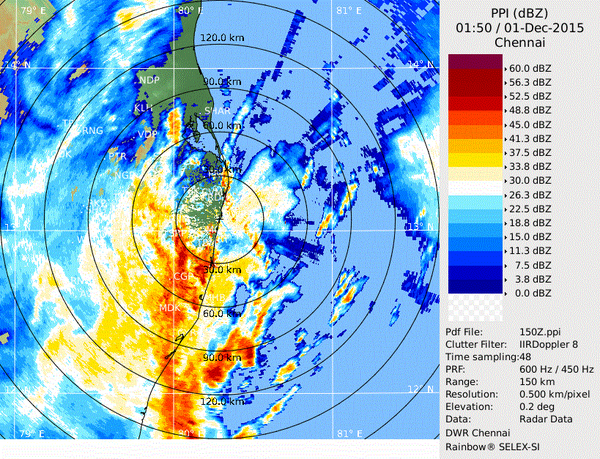 79° E
80° E
81° E
120.0 km
14° N
14° N
90.0 km
NDP
KLH
SHAR
60.0 km
VDP
30.0 km
13° N
30.0 km
CGP
MDK
60.0 km
90.0 km
12° N
120.0 km
79° E
80° E
81° E
PPI (dBZ)
01:50 / 01-Dec-2015
Chennai
60.0 dBZ
56.3 dBZ
52.5 dBZ
48.8 dBZ
45.0 dBZ
41.3 dBZ
37.5 dBZ
33.8 dBZ
30.0 dBZ
26.3 dBZ
22.5 dBZ
18.8 dBZ
15.0 dBZ
11.3 dBZ
7.5 dBZ
3.8 dBZ
0.0 dBZ
Pdf File: 150Z.ppi
Clutter Filter: IIRDoppler 8
Time sampling:48
PRF: 600 Hz / 450 Hz
Range: 150 km
Resolution: 0.500 km/pixel
Elevation: 0.2 deg
Data: Radar Data
DWR Chennai
Rainbow® SELEX-SI